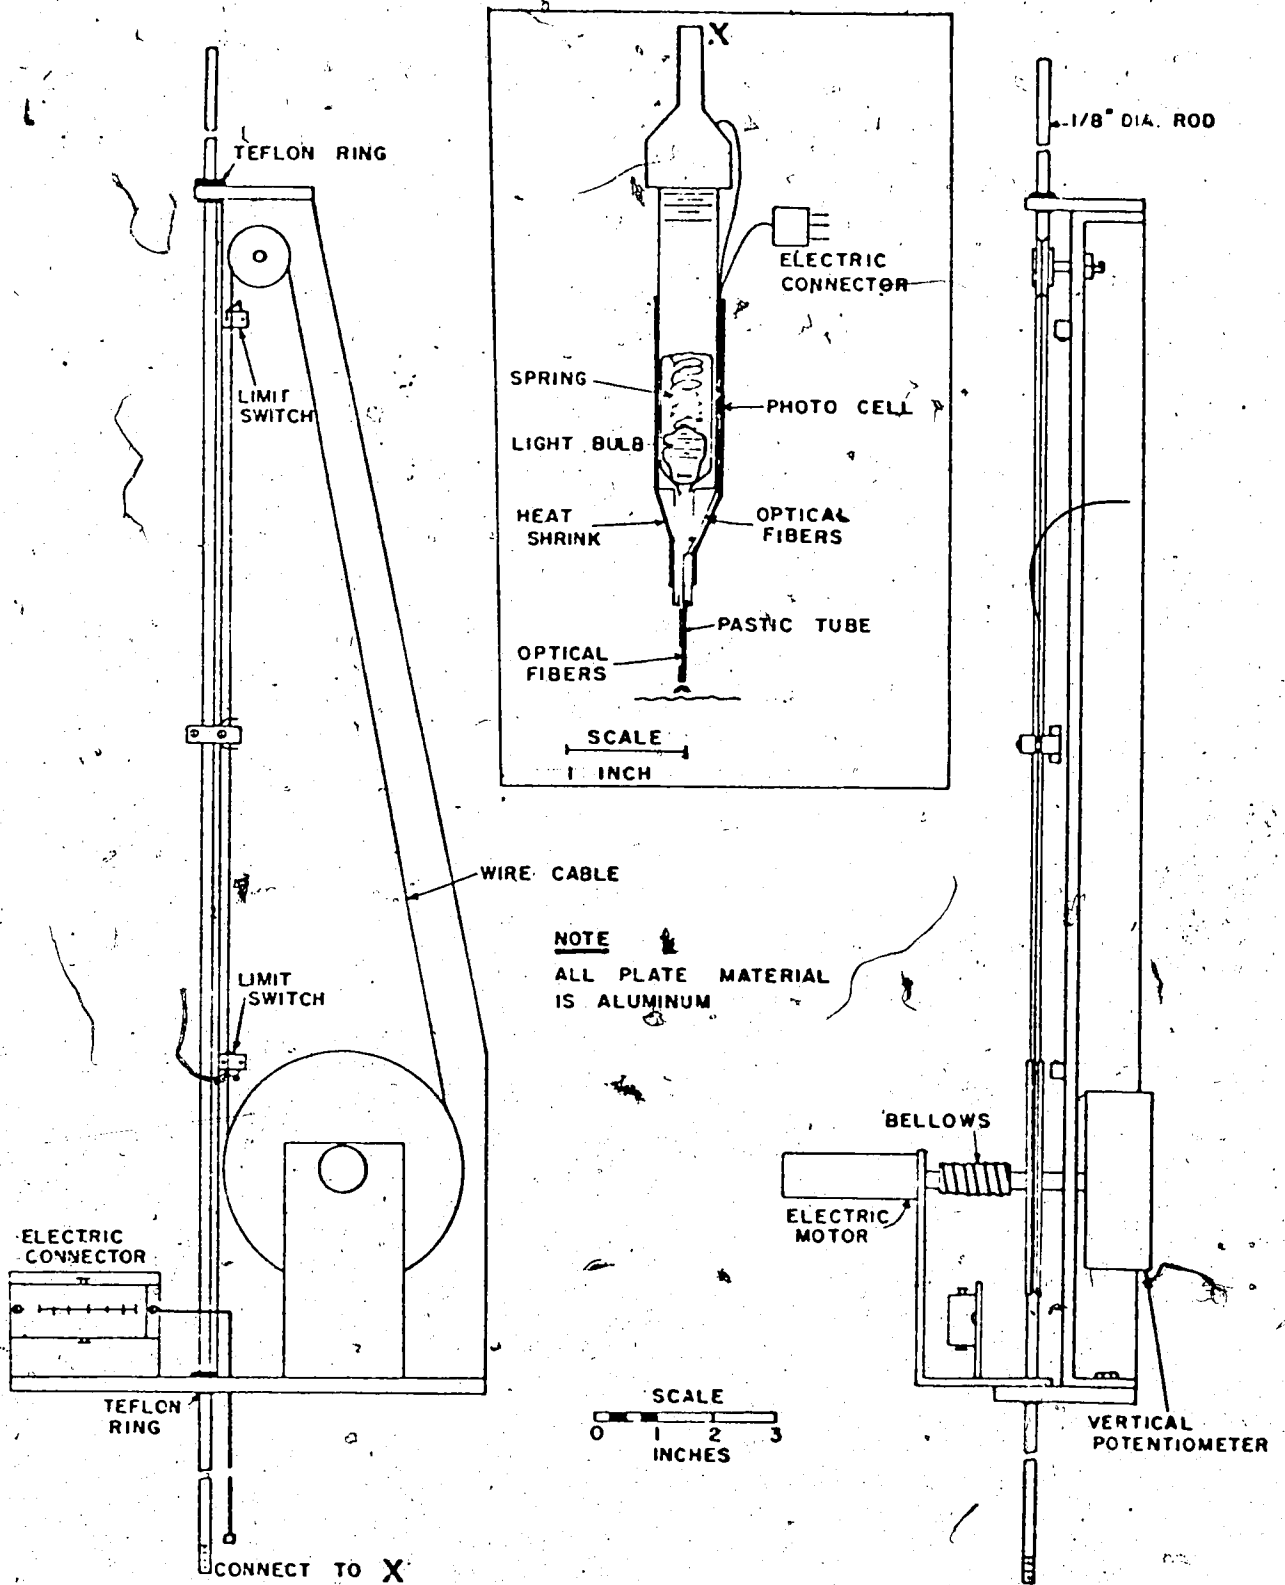 X
1/8" DIA. ROD
TEFLON RING
ELECTRIC
CONNECTOR
LIMIT
SWITCH
SPRING
PHOTO CELL
LIGHT BULB
HEAT
SHRINK
OPTICAL
FIBERS
PASTIC TUBE
OPTICAL
FIBERS
SCALE
1 INCH
WIRE CABLE
NOTE
ALL PLATE MATERIAL
IS ALUMINUM
LIMIT
SWITCH
BELLOWS
ELECTRIC
MOTOR
ELECTRIC
CONNECTOR
TEFLON
RING
SCALE
0 1 2 3
INCHES
VERTICAL
POTENTIOMETER
CONNECT TO X